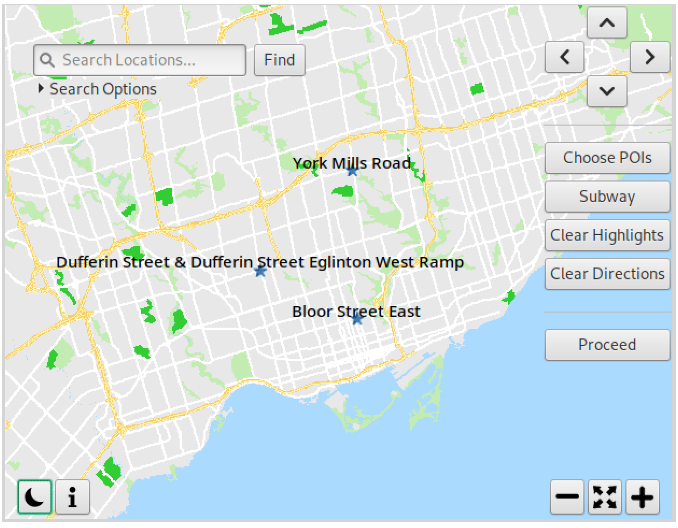 Search Locations...
Find
Search Options
Choose POIs
York Mills Road
Subway
Clear Highlights
Dufferin Street & Dufferin Street Eglinton West Ramp
Clear Directions
Bloor Street East
Proceed